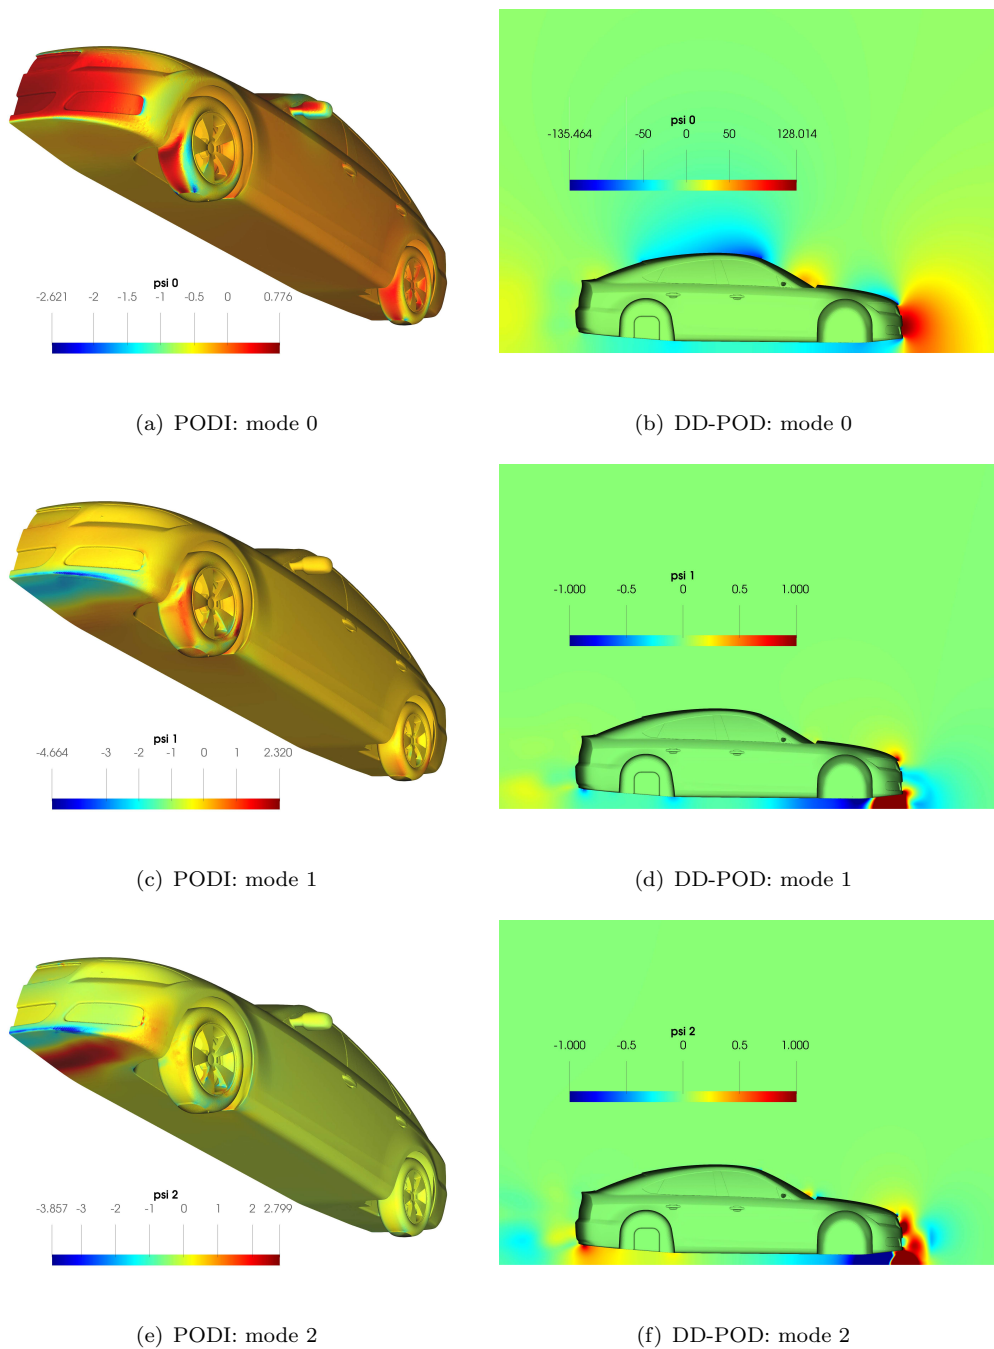 psi 0
-2.621 -2 -1.5 -1 -0.5 0 0.776
psi 0
-135.464 -50 0 50 128.014
(a) PODI: mode 0
(b) DD-POD: mode 0
psi 1
-4.664 -3 -2 -1 0 1 2.320
psi 1
-1.000 -0.5 0 0.5 1.000
(c) PODI: mode 1
(d) DD-POD: mode 1
psi 2
-3.857 -3 -2 -1 0 1 2 2.799
psi 2
-1.000 -0.5 0 0.5 1.000
(e) PODI: mode 2
(f) DD-POD: mode 2